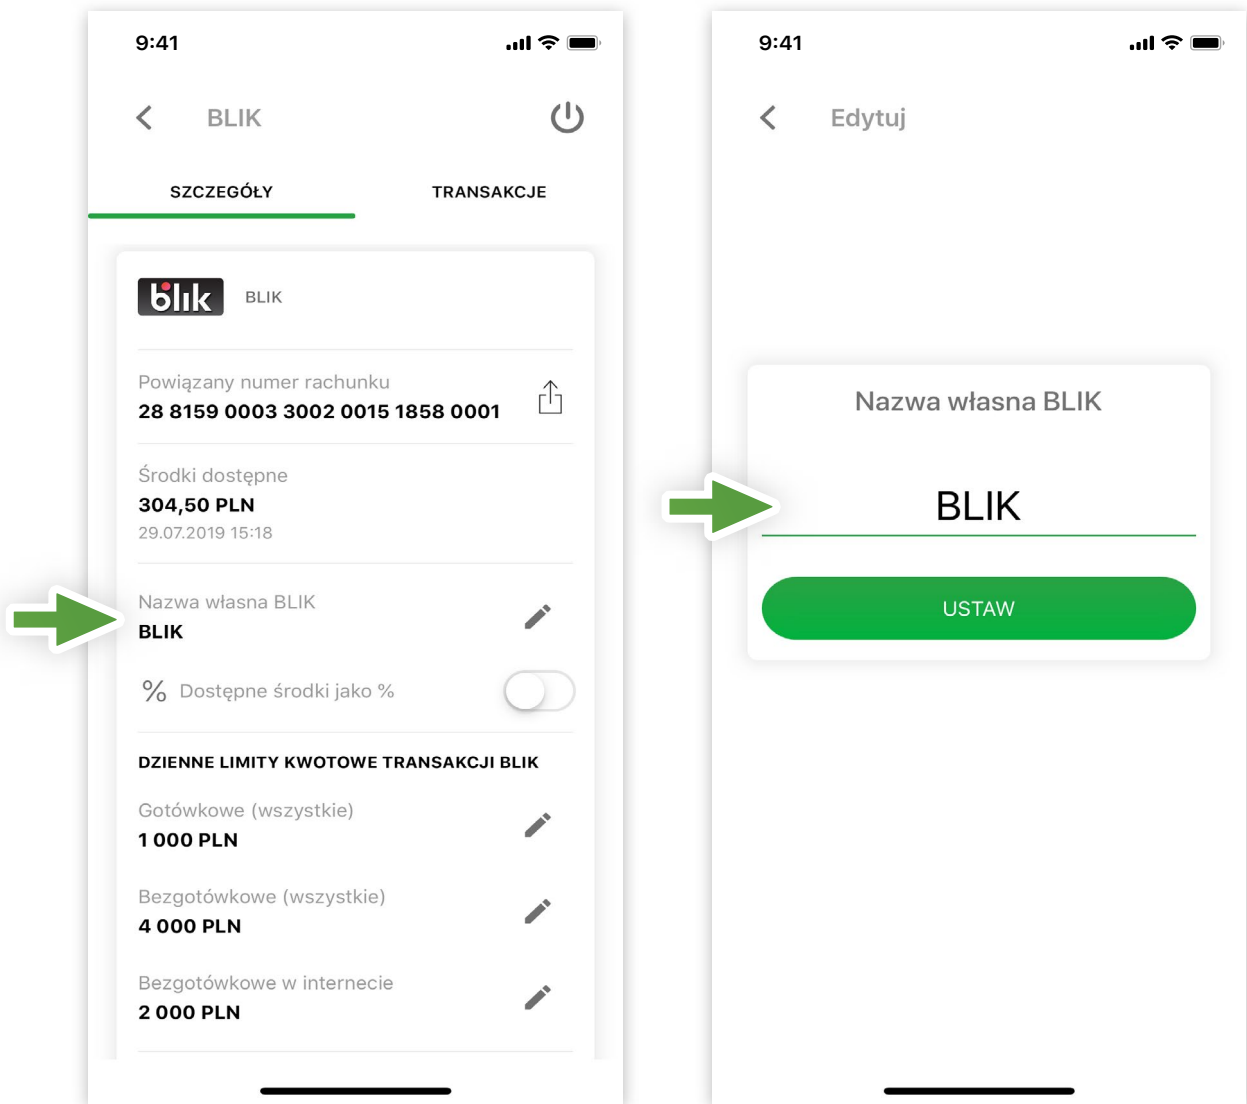 9:41
BLIK
SZCZEGÓŁY
TRANSAKCJE
blik
BLIK
Powiązany numer rachunku
28 8159 0003 3002 0015 1858 0001
Środki dostępne
304,50 PLN
29.07.2019 15:18
Nazwa własna BLIK
BLIK
% Dostępne środki jako %
DZIENNE LIMITY KWOTOWE TRANSAKCJI BLIK
Gotówkowe (wszystkie)
1 000 PLN
Bezgotówkowe (wszystkie)
4 000 PLN
Bezgotówkowe w internecie
2 000 PLN
9:41
Edytuj
Nazwa własna BLIK
BLIK
USTAW